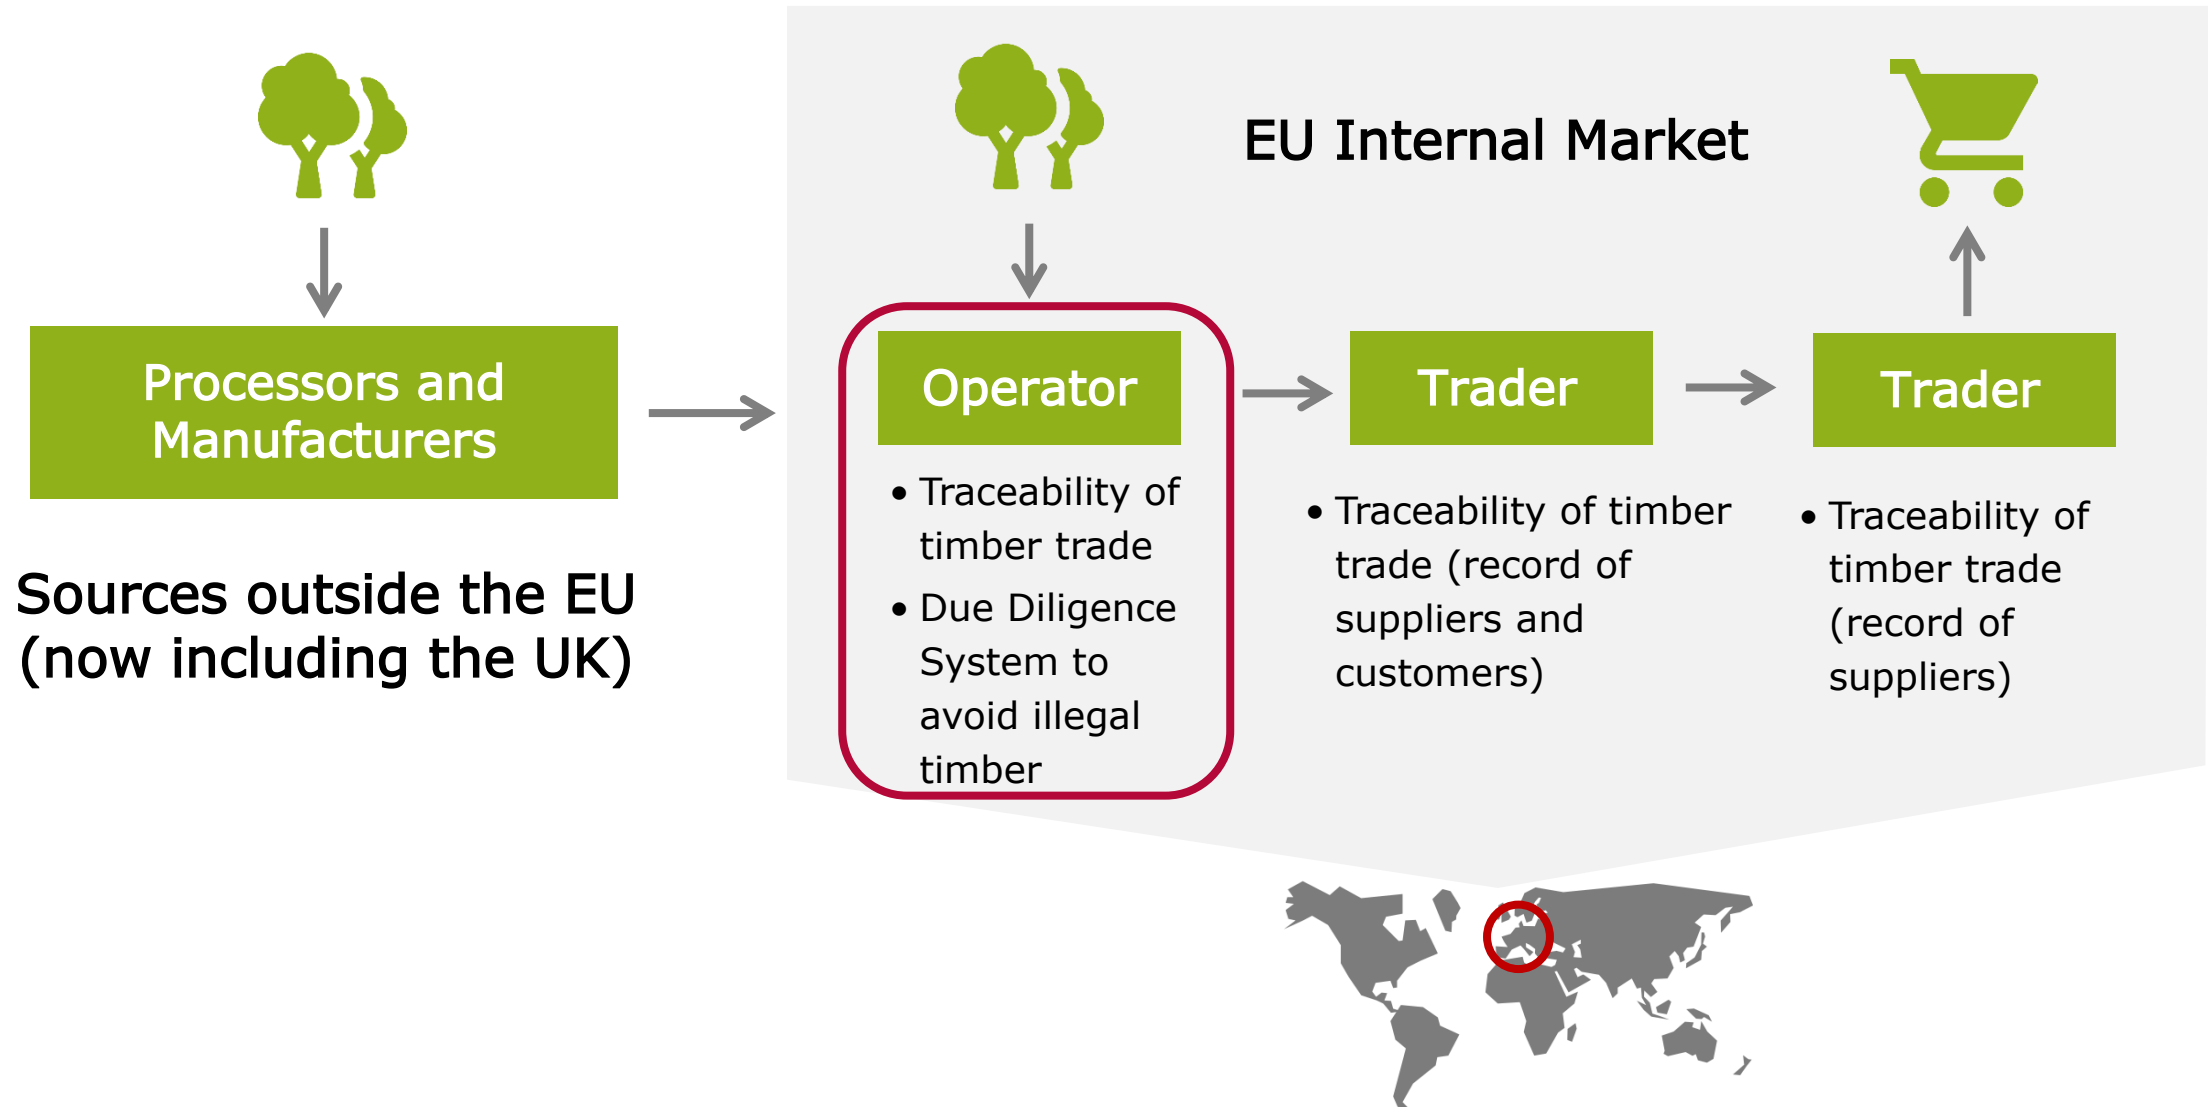 EU Internal Market
Processors and
Manufacturers
Sources outside the EU
(now including the UK)
Operator
• Traceability of
timber trade
• Due Diligence
System to
avoid illegal
timber
Trader
• Traceability of timber
trade (record of
suppliers and
customers)
Trader
• Traceability of
timber trade
(record of
suppliers)